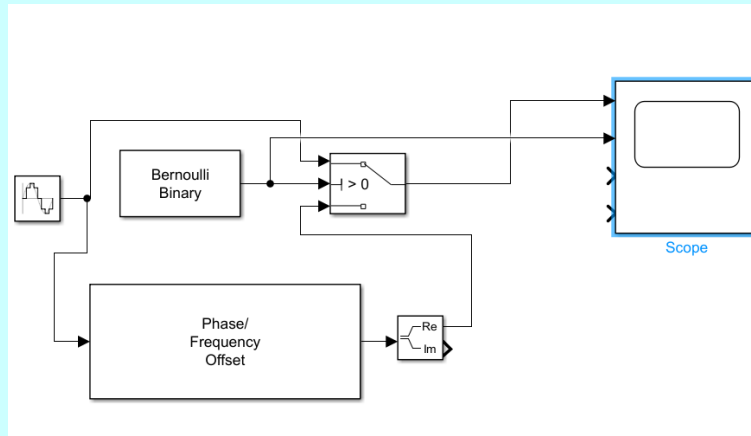 Bernoulli
Binary
> 0
Scope
Phase/
Frequency
Offset
Re
Im